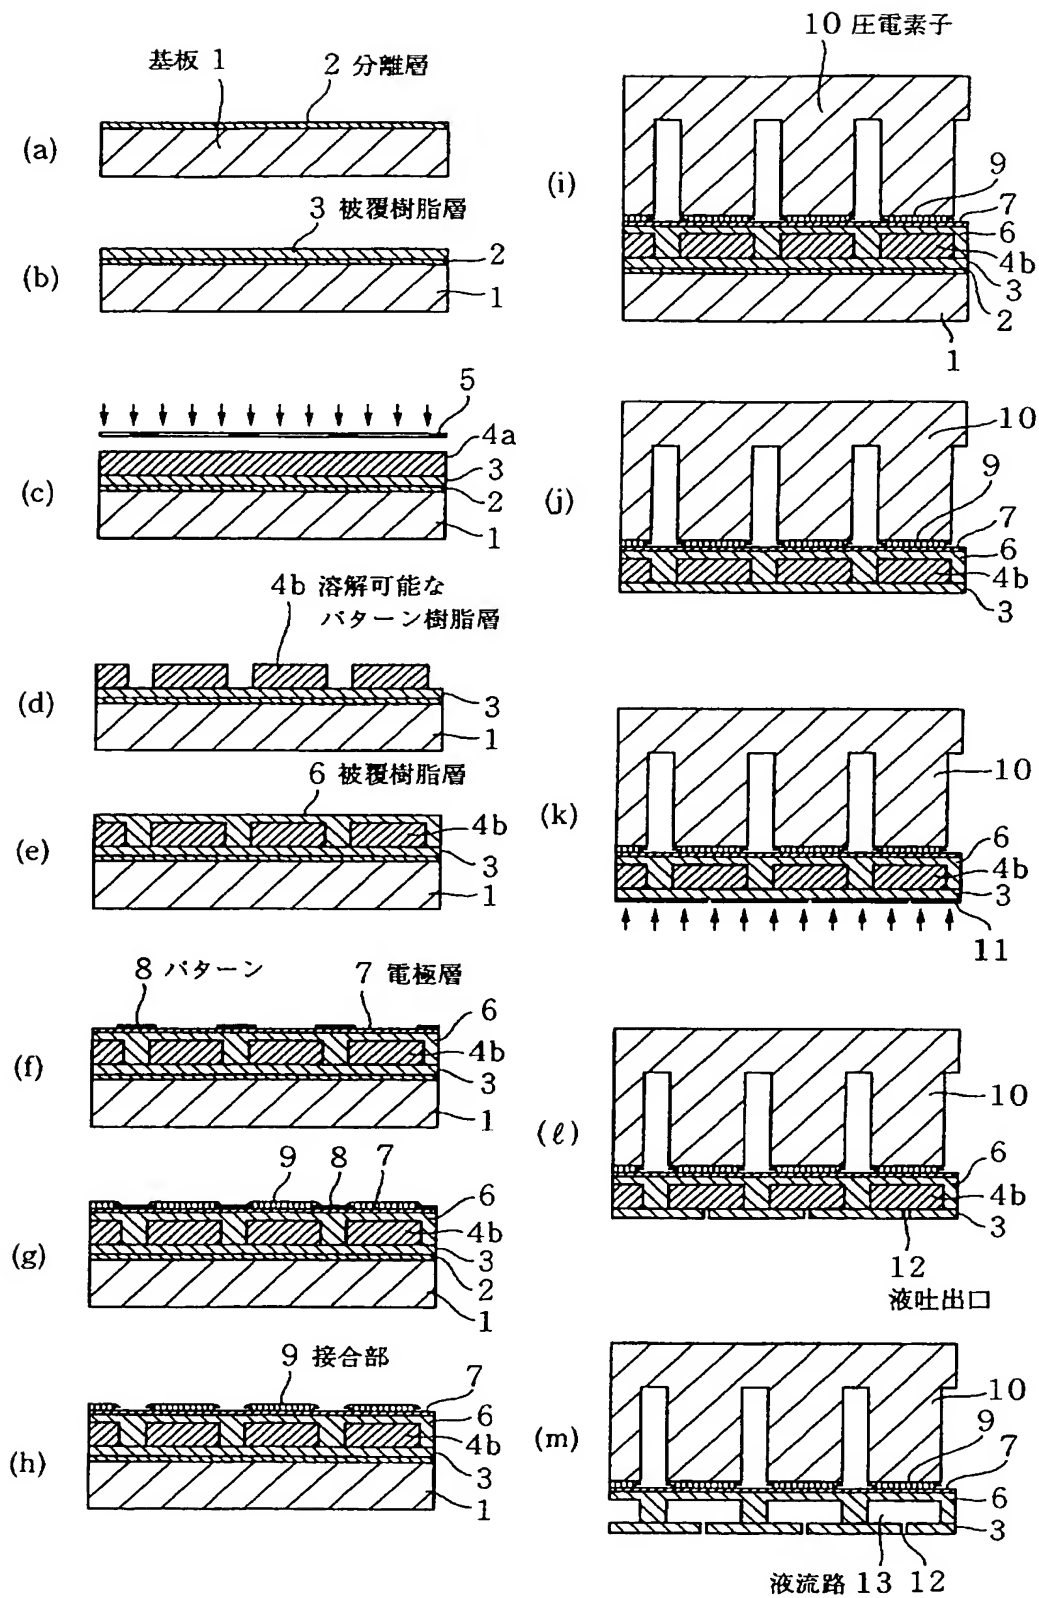 基板 1
2 分離層
(a)
3 被覆樹脂層
2
(b)
1
5
4a
3
(c)
2
1
4b 溶解可能な
パターン樹脂層
(d)
3
1
6 被覆樹脂層
4b
(e)
3
1
8 パターン
7 電極層
6
4b
(f)
3
1
9
8
7
6
4b
(g)
3
2
1
9 接合部
7
6
4b
(h)
3
1
10 圧電素子
9
(i)
7
6
4b
3
2
1
10
9
(j)
7
6
4b
3
10
(k)
6
4b
3
11
10
(ℓ)
6
4b
3
12
液吐出口
10
9
(m)
7
6
3
液流路 13 12